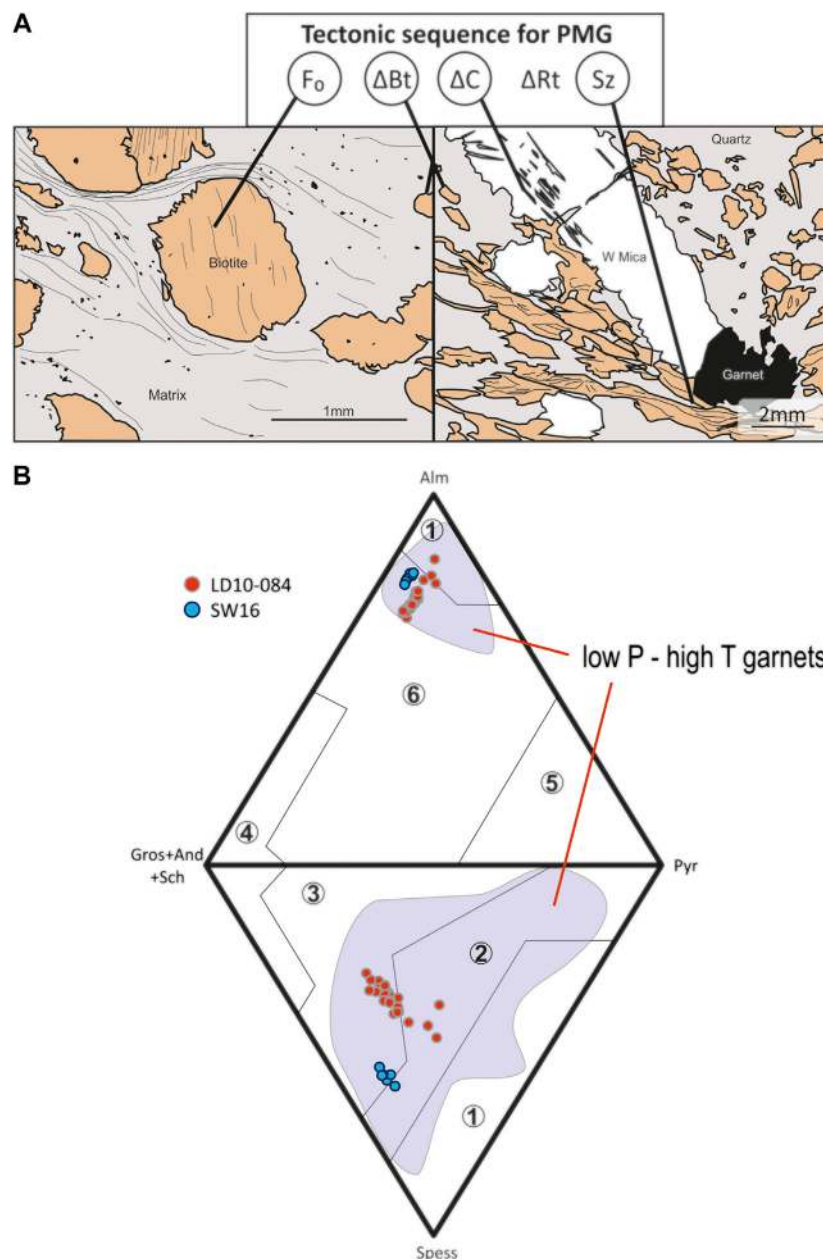 A
Tectonic sequence for PMG
F₀ ΔBt ΔC ΔRt Sz
Quartz
W Mica
Biotite
Garnet
Matrix
1mm
2mm
B
Alm
①
LD10-084
SW16
low P - high T garnets
⑥
⑤
④
Gros+And
+Sch
Pyr
③
②
①
Spess